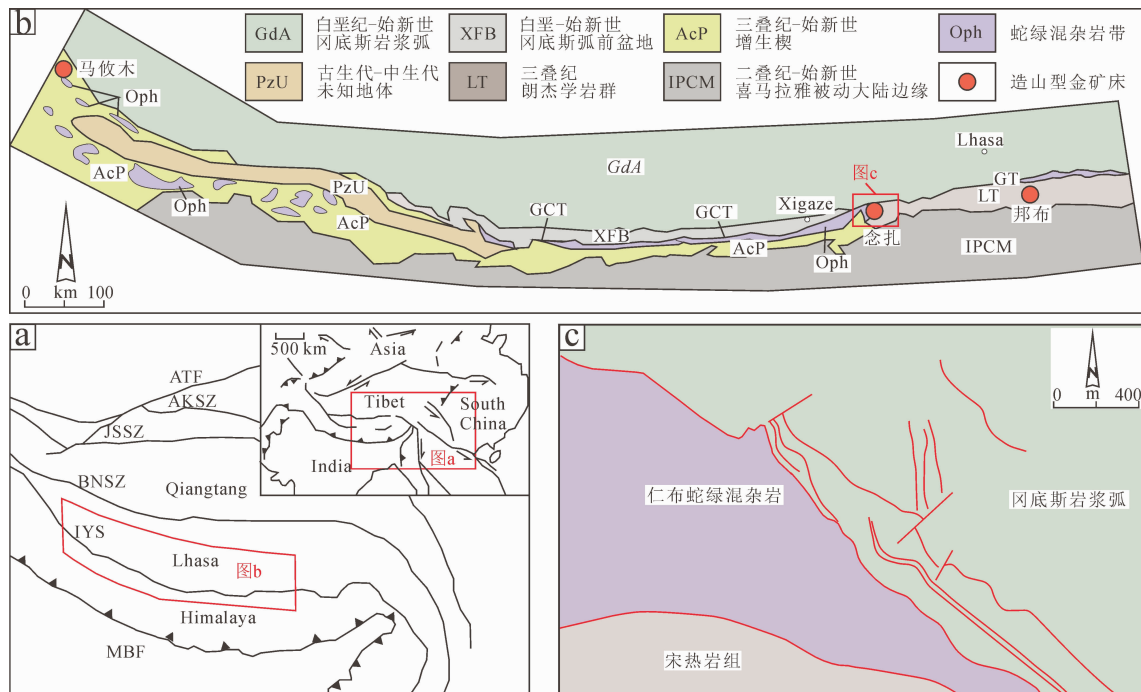 b
GdA
白垩纪-始新世
冈底斯岩浆弧
XFB
白垩-始新世
冈底斯弧前盆地
AcP
三叠纪-始新世
增生楔
Oph
蛇绿混杂岩带
PzU
古生代-中生代
未知地体
LT
三叠纪
朗杰学岩群
IPCM
二叠纪-始新世
喜马拉雅被动大陆边缘
造山型金矿床
马攸木
Oph
AcP
Oph
PzU
AcP
GdA
Lhasa
图c
GT
LT
邦布
Xigaze
GCT
GCT
XFB
AcP
Oph
念扎
IPCM
N
0 km 100
a
ATF
AKSZ
JSSZ
BNSZ
Qiangtang
IYS
Lhasa
图b
Himalaya
MBF
500 km
Asia
Tibet
South
China
India
图a
c
N
0 m 400
仁布蛇绿混杂岩
冈底斯岩浆弧
宋热岩组